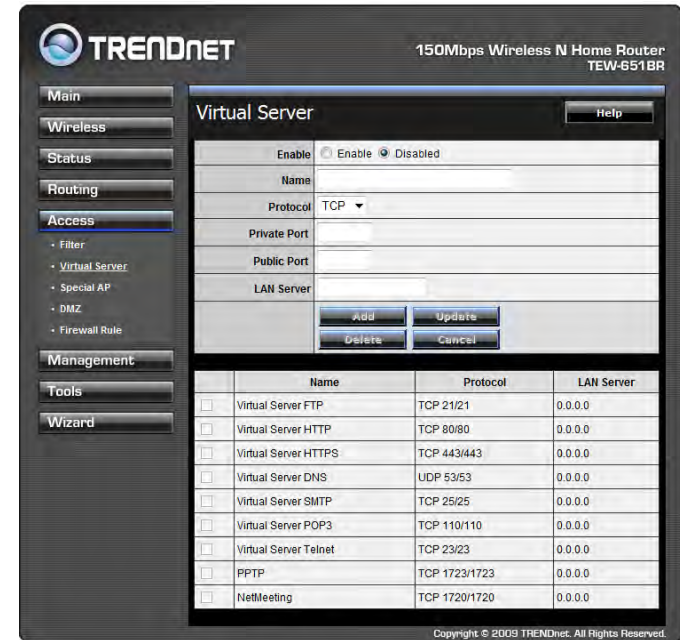 TRENDNET
150Mbps Wireless N Home Router
TEW-651BR
Main
Wireless
Status
Routing
Access
• Filter
• Virtual Server
• Special AP
• DMZ
• Firewall Rule
Management
Tools
Wizard
Virtual Server
Help
Enable Enable Disabled
Name
Protocol TCP
Private Port
Public Port
LAN Server
Add Update
Delete Cancel
Name Protocol LAN Server
Virtual Server FTP TCP 21/21 0.0.0.0
Virtual Server HTTP TCP 80/80 0.0.0.0
Virtual Server HTTPS TCP 443/443 0.0.0.0
Virtual Server DNS UDP 53/53 0.0.0.0
Virtual Server SMTP TCP 25/25 0.0.0.0
Virtual Server POP3 TCP 110/110 0.0.0.0
Virtual Server Telnet TCP 23/23 0.0.0.0
PPTP TCP 1723/1723 0.0.0.0
NetMeeting TCP 1720/1720 0.0.0.0
Copyright © 2009 TRENDnet. All Rights Reserved.